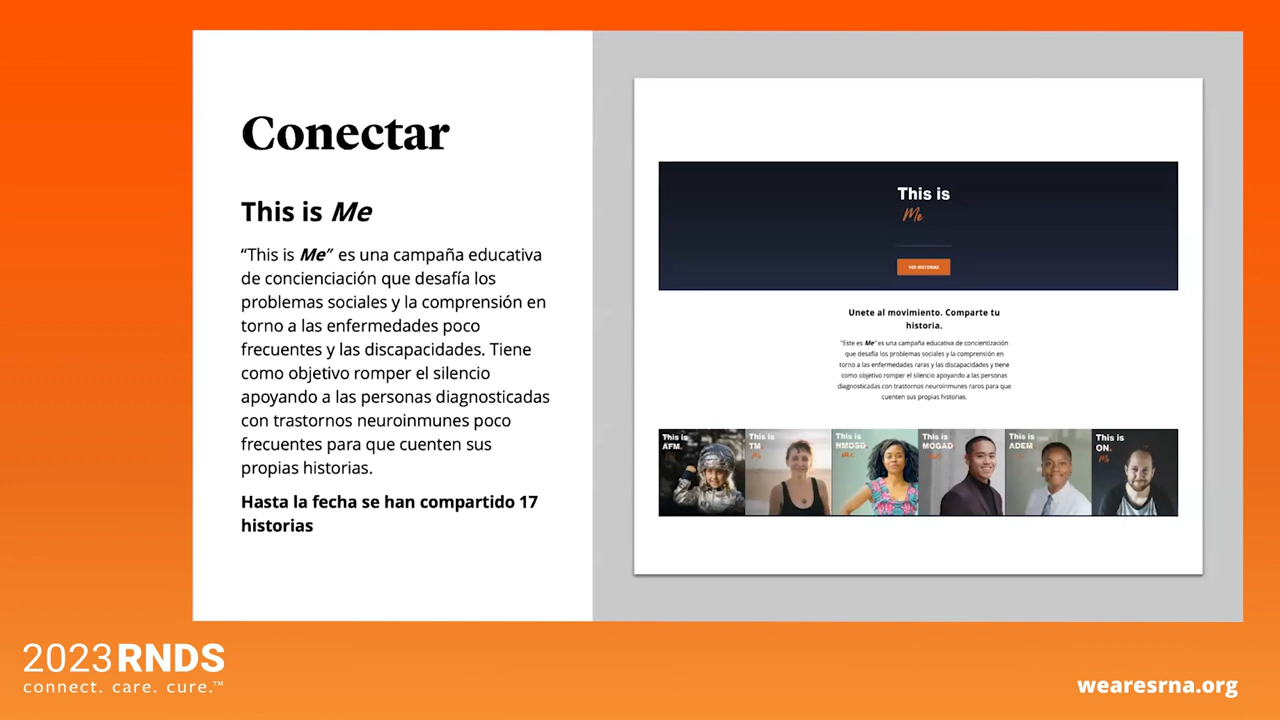 Conectar
This is Me
“This is Me” es una campaña educativa
de concienciación que desafía los
problemas sociales y la comprensión en
torno a las enfermedades poco
frecuentes y las discapacidades. Tiene
como objetivo romper el silencio
apoyando a las personas diagnosticadas
con trastornos neuroinmunes poco
frecuentes para que cuenten sus
propias historias.
Hasta la fecha se han compartido 17
historias
This is
Me
VER HISTORIAS
Unete al movimiento. Comparte tu
historia.
"Este es Me" es una campaña educativa de concientización
que desafía los problemas sociales y la comprensión en
torno a las enfermedades raras y las discapacidades y tiene
como objetivo romper el silencio apoyando a las personas
diagnosticadas con trastornos neuroinmunes raros para que
cuenten sus propias historias.
This is
AFM.
Me
This is
TM
Me
This is
NMOSD
Me
This is
MOGAD
Me
This is
ADEM
Me
This is
ON.
Me
2023 RNDS
connect. care. cure.™
wearesrna.org